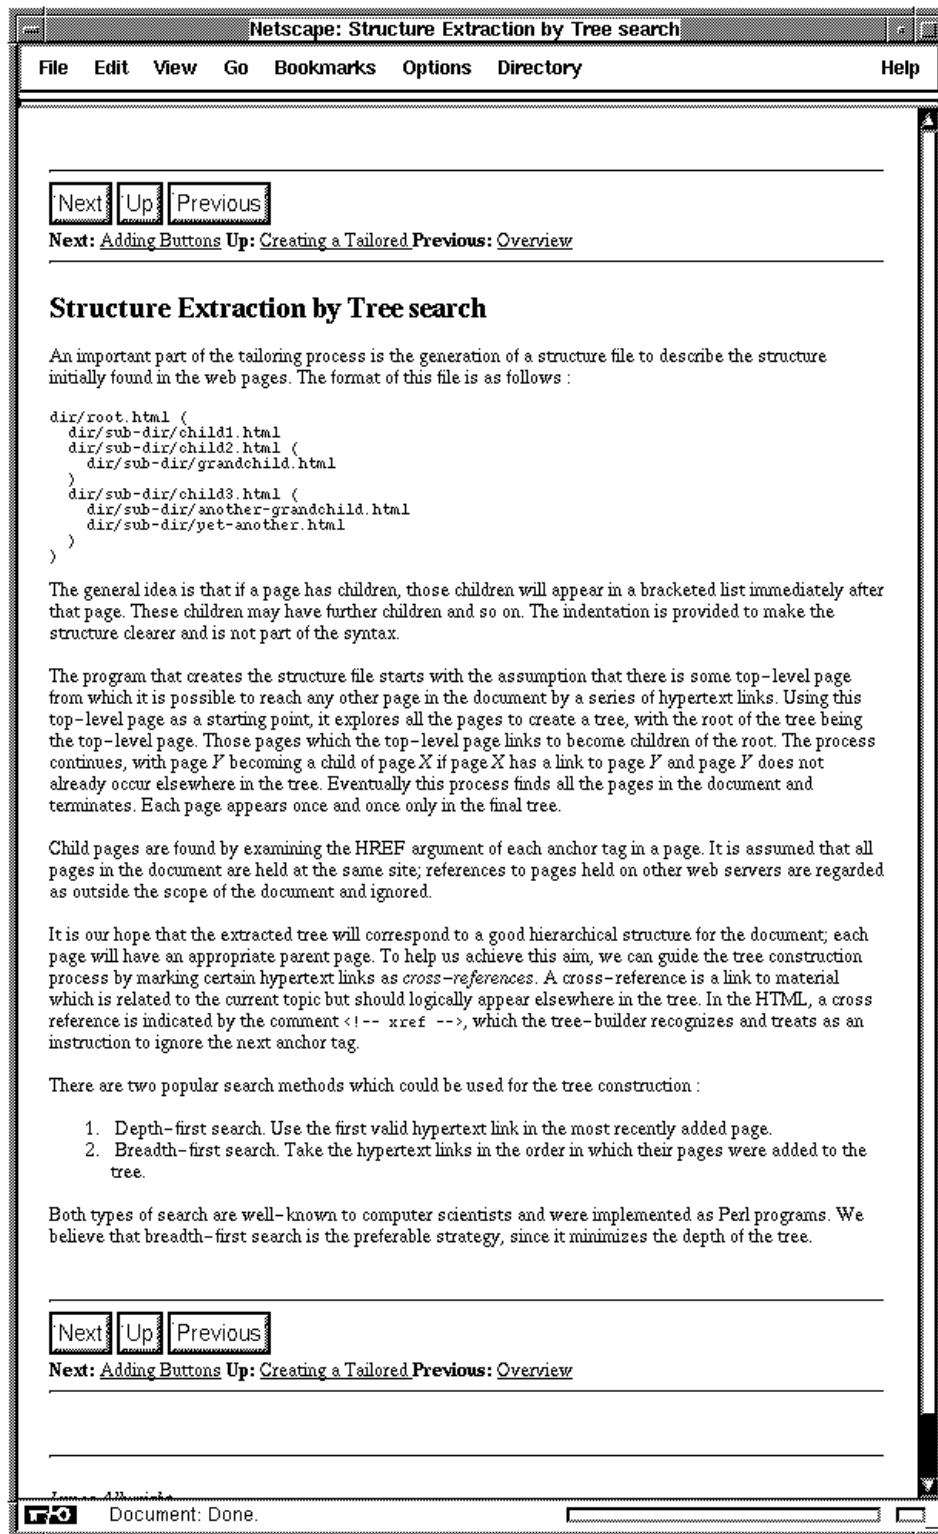 Netscape: Structure Extraction by Tree search
File Edit View Go Bookmarks Options Directory Help
Next Up Previous
Next: Adding Buttons Up: Creating a Tailored Previous: Overview
Structure Extraction by Tree search
An important part of the tailoring process is the generation of a structure file to describe the structure
initially found in the web pages. The format of this file is as follows :
dir/root.html (
dir/sub-dir/child1.html
dir/sub-dir/child2.html (
dir/sub-dir/grandchild.html
)
dir/sub-dir/child3.html (
dir/sub-dir/another-grandchild.html
dir/sub-dir/yet-another.html
)
)
The general idea is that if a page has children, those children will appear in a bracketed list immediately after
that page. These children may have further children and so on. The indentation is provided to make the
structure clearer and is not part of the syntax.
The program that creates the structure file starts with the assumption that there is some top-level page
from which it is possible to reach any other page in the document by a series of hypertext links. Using this
top-level page as a starting point, it explores all the pages to create a tree, with the root of the tree being
the top-level page. Those pages which the top-level page links to become children of the root. The process
continues, with page Y becoming a child of page X if page X has a link to page Y and page Y does not
already occur elsewhere in the tree. Eventually this process finds all the pages in the document and
terminates. Each page appears once and once only in the final tree.
Child pages are found by examining the HREF argument of each anchor tag in a page. It is assumed that all
pages in the document are held at the same site; references to pages held on other web servers are regarded
as outside the scope of the document and ignored.
It is our hope that the extracted tree will correspond to a good hierarchical structure for the document; each
page will have an appropriate parent page. To help us achieve this aim, we can guide the tree construction
process by marking certain hypertext links as cross-references. A cross-reference is a link to material
which is related to the current topic but should logically appear elsewhere in the tree. In the HTML, a cross
reference is indicated by the comment <!-- xref -->, which the tree-builder recognizes and treats as an
instruction to ignore the next anchor tag.
There are two popular search methods which could be used for the tree construction :
1. Depth-first search. Use the first valid hypertext link in the most recently added page.
2. Breadth-first search. Take the hypertext links in the order in which their pages were added to the
tree.
Both types of search are well-known to computer scientists and were implemented as Perl programs. We
believe that breadth-first search is the preferable strategy, since it minimizes the depth of the tree.
Next Up Previous
Next: Adding Buttons Up: Creating a Tailored Previous: Overview
Document: Done.